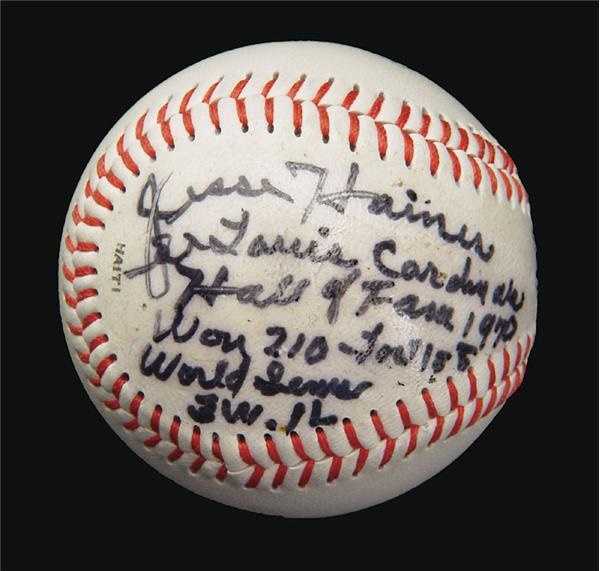 Jesse Haines
St Louis Cardinals
Hall of Fame 1970
Won 210 - Lost 158
World Series
3W. 1L
HAITI